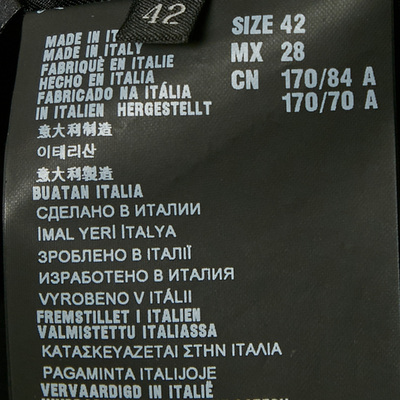 42
MADE IN IT
MADE IN ITALY
FABRIQUÉ EN ITALIE
HECHO EN ITALIA
FABRICADO NA ITÁLIA
IN ITALIEN HERGESTELLT
意大利制造
이테리산
意大利製造
BUATAN ITALIA
СДЕЛАНО В ИТАЛИИ
İMAL YERİ İTALYA
ЗРОБЛЕНО В ІТАЛІЇ
ИЗРАБОТЕНО В ИТАЛИЯ
VYROBENO V ITÁLII
FREMSTILLET I ITALIEN
VALMISTETTU ITALIASSA
ΚΑΤΑΣΚΕΥΑΖΕΤΑΙ ΣΤΗΝ ΙΤΑΛΙΑ
PAGAMINTA ITALIJOJE
VERVAARDIGD IN ITALIË
SIZE 42
MX 28
CN 170/84 A
170/70 A